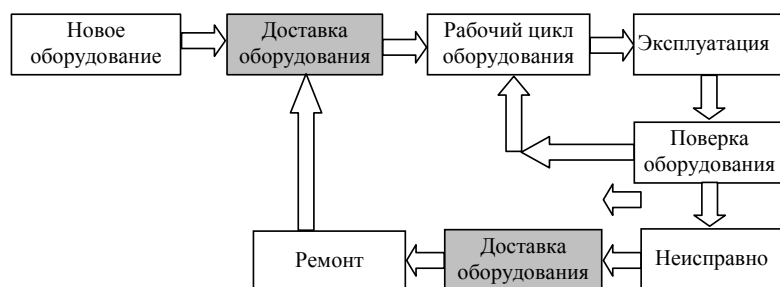 Новое
оборудование
Доставка
оборудования
Рабочий цикл
оборудования
Эксплуатация
Поверка
оборудования
Ремонт
Доставка
оборудования
Неисправно